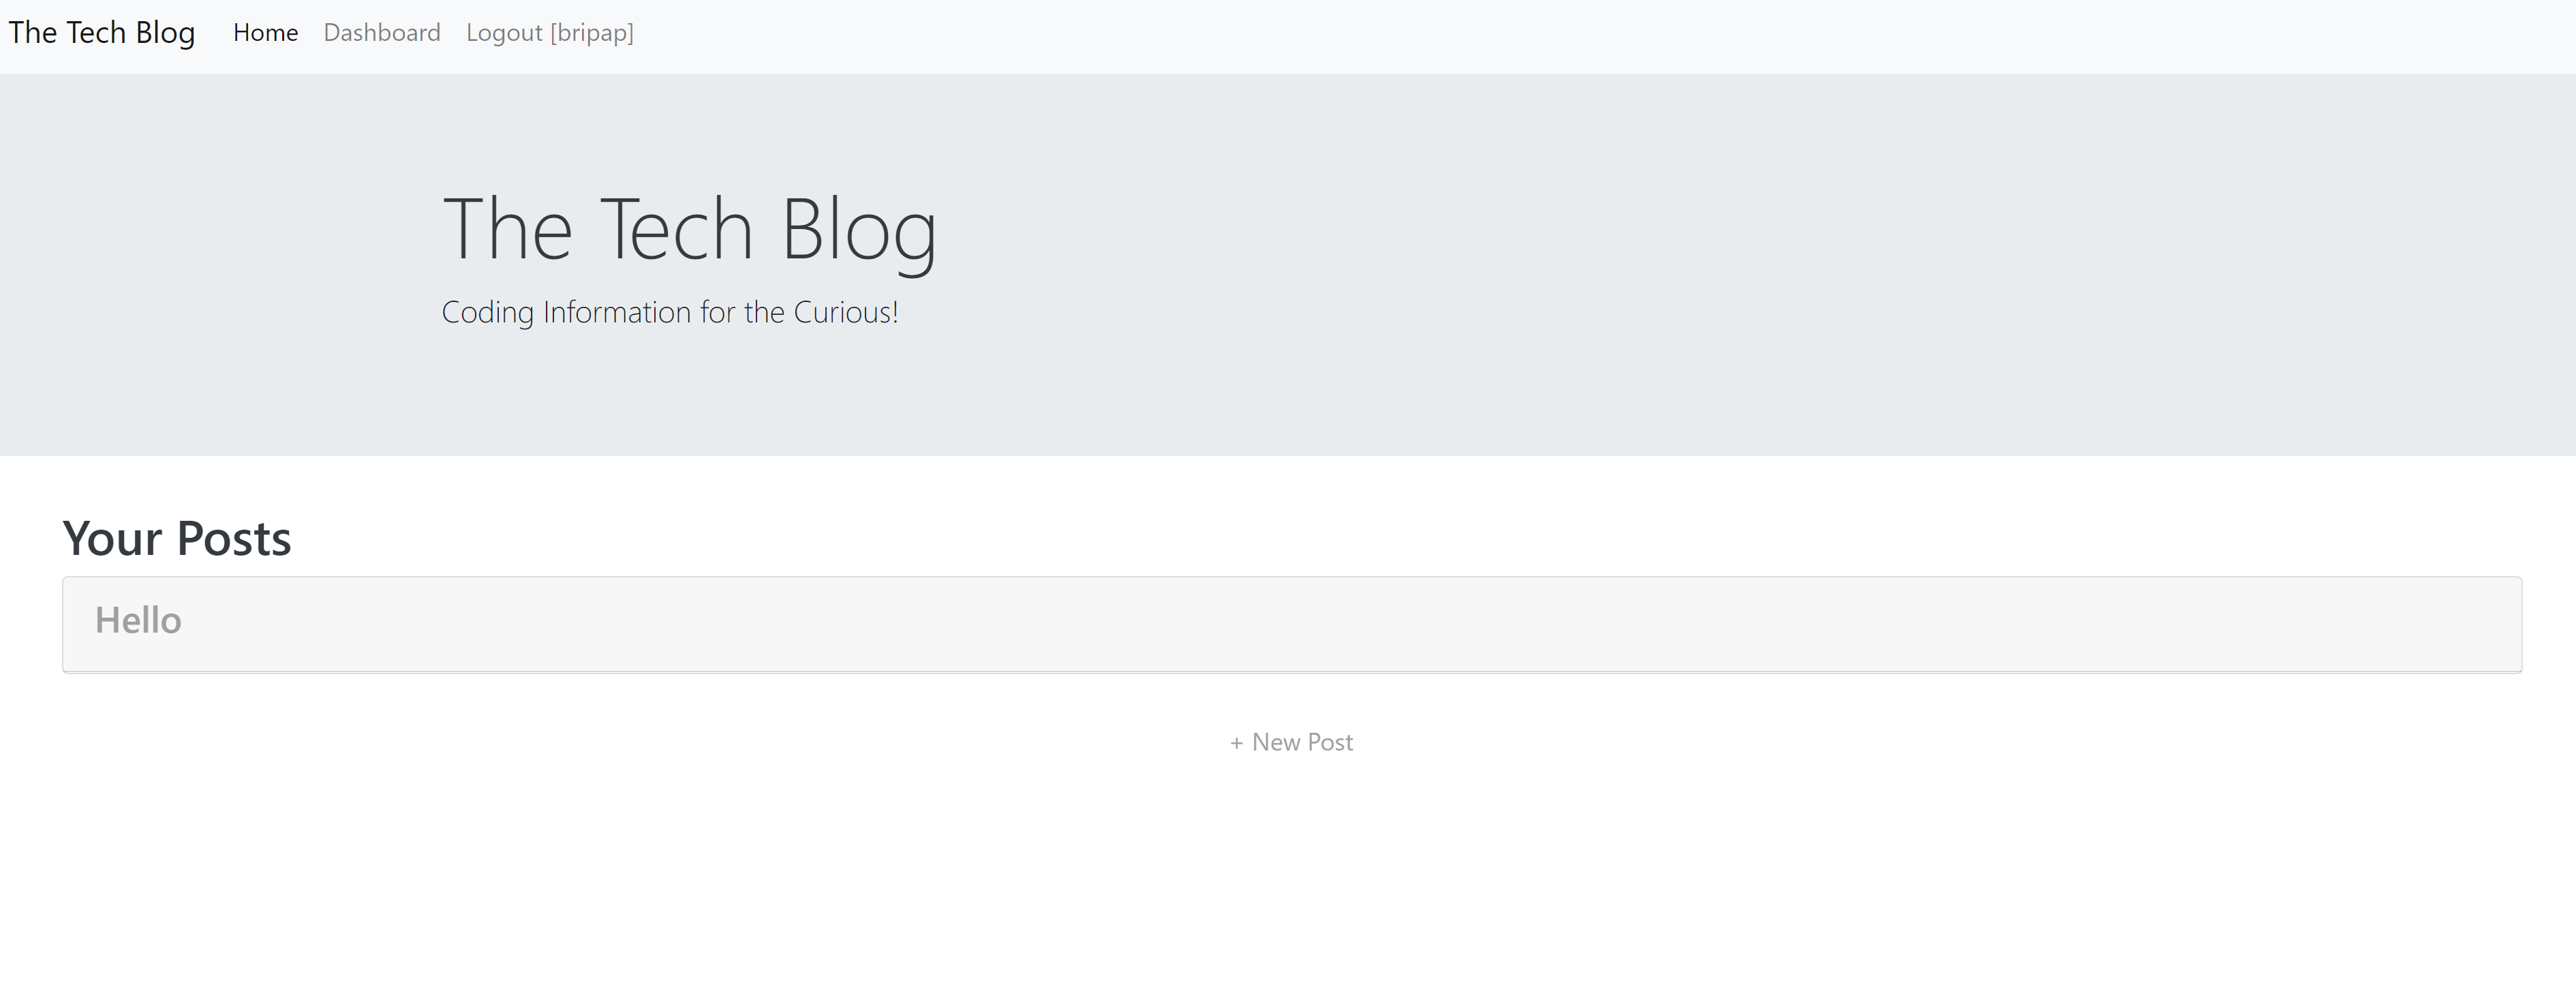 The Tech Blog Home Dashboard Logout [bripap]
The Tech Blog
Coding Information for the Curious!
Your Posts
Hello
+ New Post